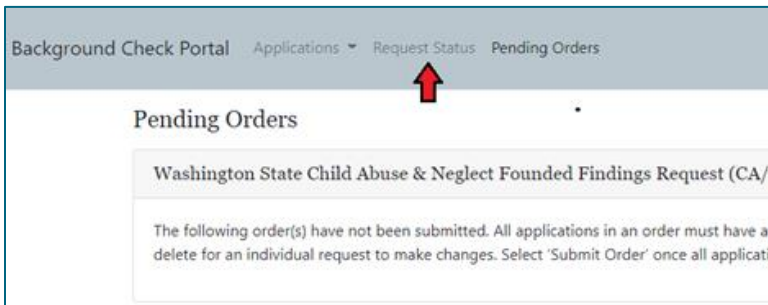 Background Check Portal Applications Request Status Pending Orders
Pending Orders
Washington State Child Abuse & Neglect Founded Findings Request (CA/
The following order(s) have not been submitted. All applications in an order must have a
delete for an individual request to make changes. Select 'Submit Order' once all